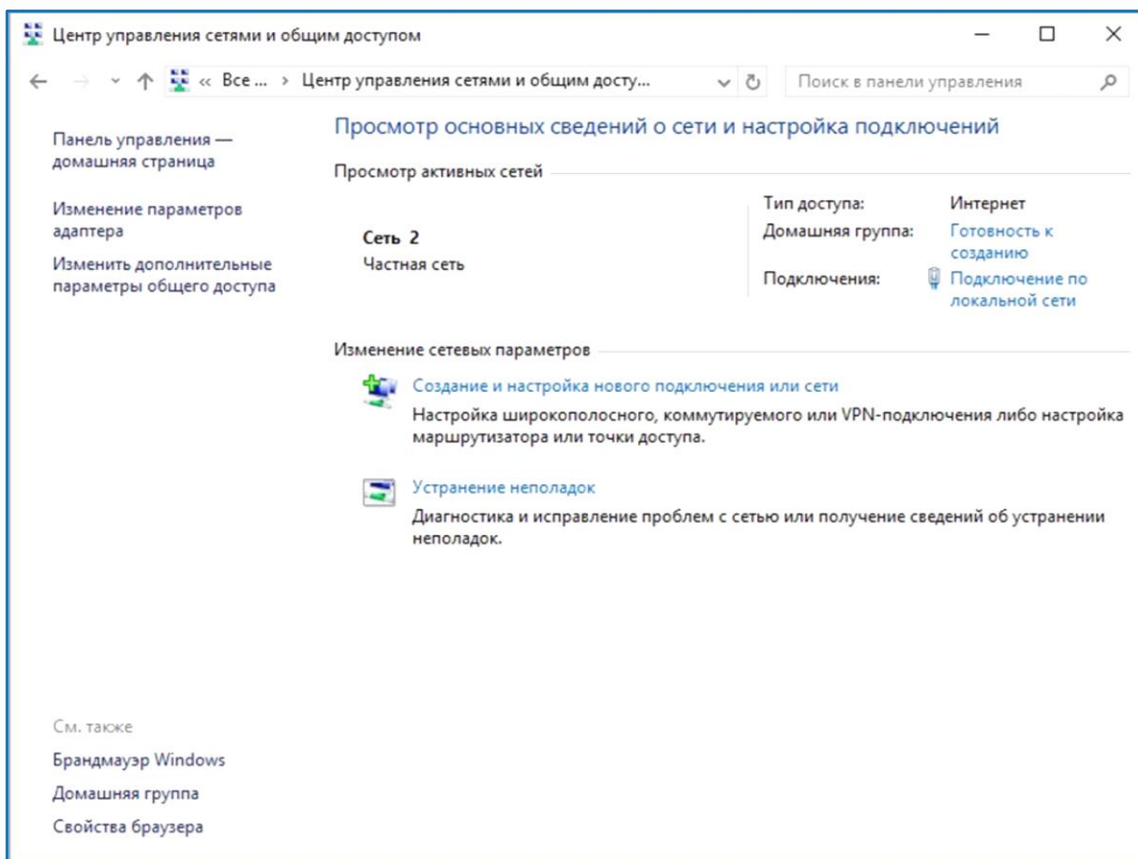 Центр управления сетями и общим доступом
« Все ... › Центр управления сетями и общим досту...
Поиск в панели управления
Панель управления —
домашняя страница
Изменение параметров
адаптера
Изменить дополнительные
параметры общего доступа
Просмотр основных сведений о сети и настройка подключений
Просмотр активных сетей
Сеть 2
Частная сеть
Тип доступа: Интернет
Домашняя группа: Готовность к
созданию
Подключения: Подключение по
локальной сети
Изменение сетевых параметров
Создание и настройка нового подключения или сети
Настройка широкополосного, коммутируемого или VPN-подключения либо настройка
маршрутизатора или точки доступа.
Устранение неполадок
Диагностика и исправление проблем с сетью или получение сведений об устранении
неполадок.
См. также
Брандмауэр Windows
Домашняя группа
Свойства браузера